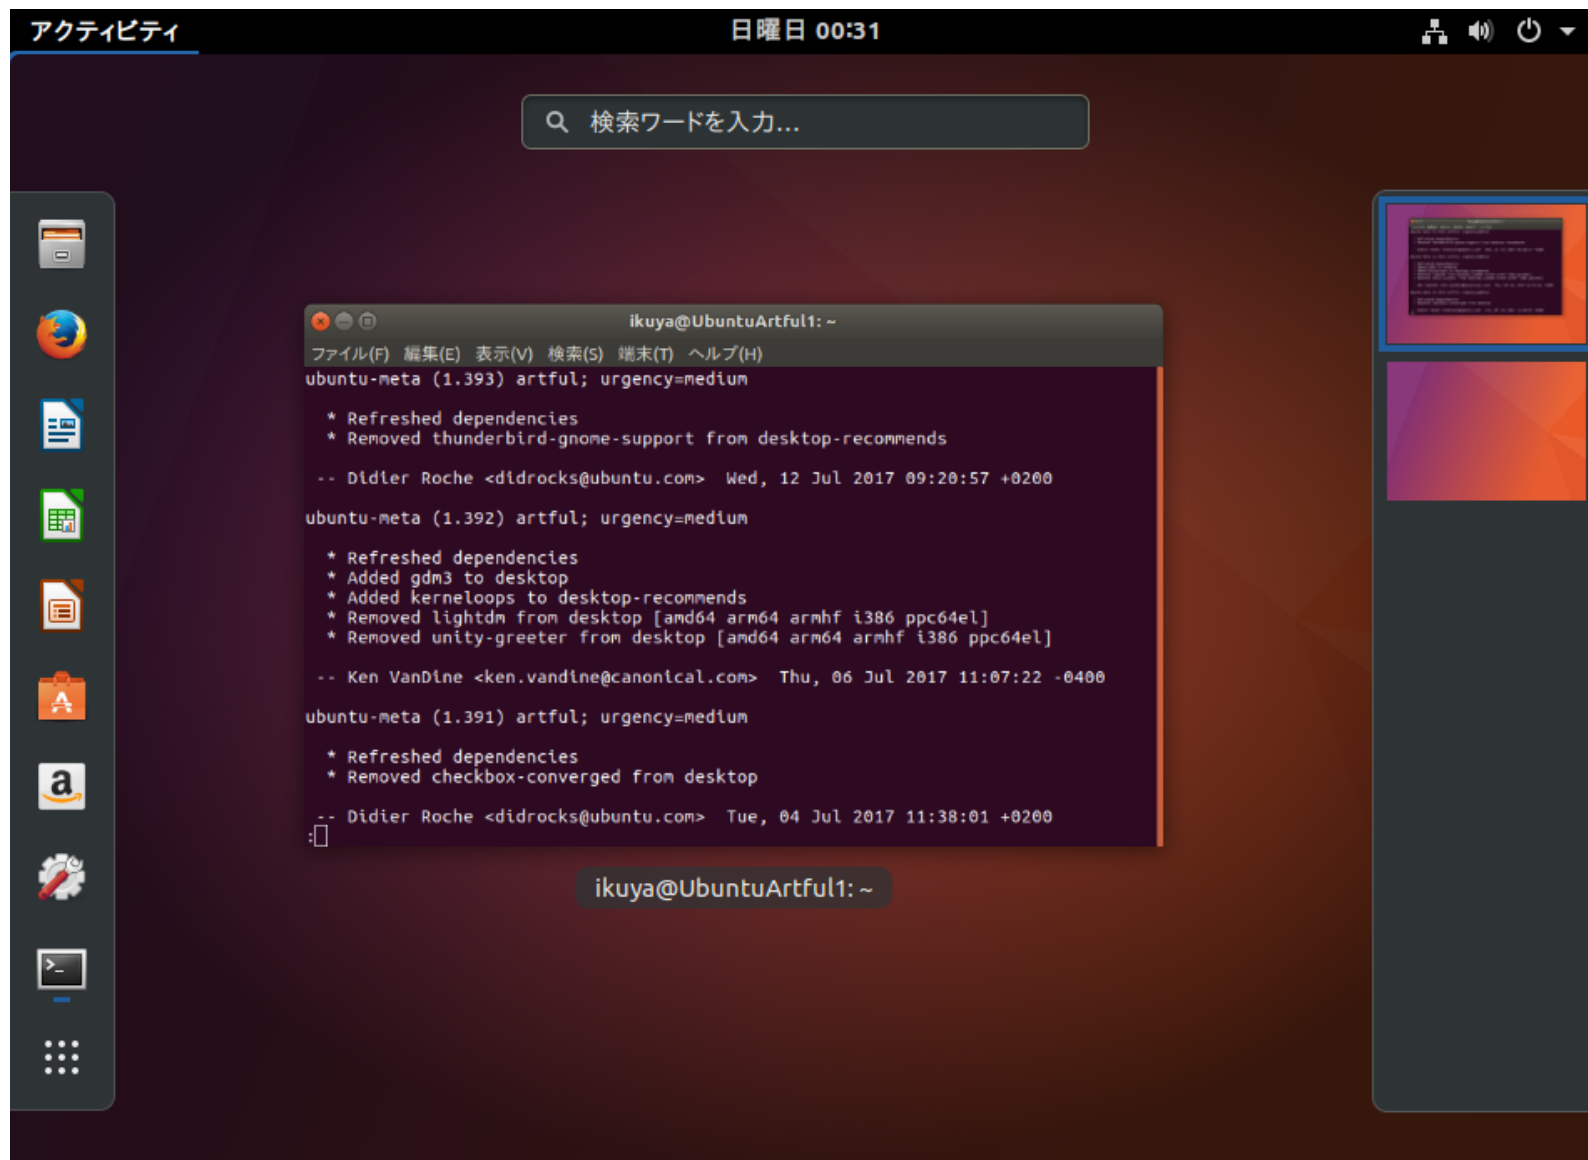 アクティビティ
日曜日 00:31
検索ワードを入力...
ikuya@UbuntuArtful1: ~
ファイル(F) 編集(E) 表示(V) 検索(S) 端末(T) ヘルプ(H)
ubuntu-meta (1.393) artful; urgency=medium
* Refreshed dependencies
* Removed thunderbird-gnome-support from desktop-recommends
-- Didier Roche <didrocks@ubuntu.com>  Wed, 12 Jul 2017 09:20:57 +0200
ubuntu-meta (1.392) artful; urgency=medium
* Refreshed dependencies
* Added gdm3 to desktop
* Added kerneloops to desktop-recommends
* Removed lightdm from desktop [amd64 arm64 armhf i386 ppc64el]
* Removed unity-greeter from desktop [amd64 arm64 armhf i386 ppc64el]
-- Ken VanDine <ken.vandine@canonical.com>  Thu, 06 Jul 2017 11:07:22 -0400
ubuntu-meta (1.391) artful; urgency=medium
* Refreshed dependencies
* Removed checkbox-converged from desktop
-- Didier Roche <didrocks@ubuntu.com>  Tue, 04 Jul 2017 11:38:01 +0200
:
ikuya@UbuntuArtful1: ~